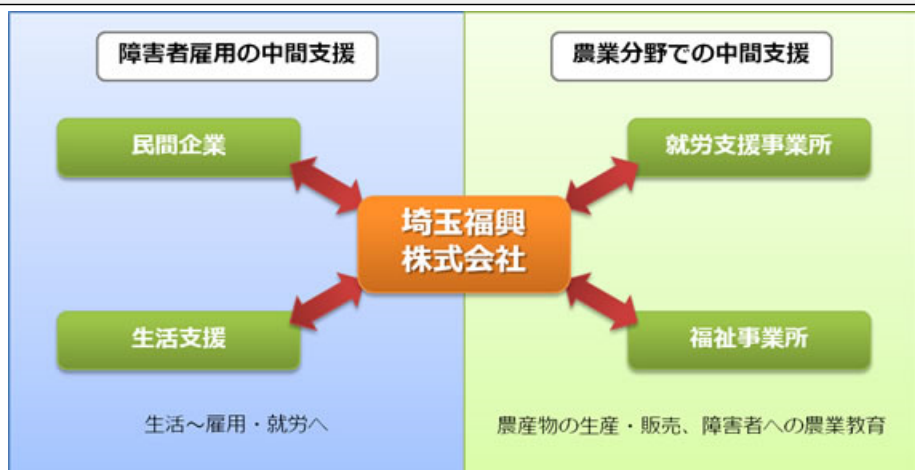 障害者雇用の中間支援
農業分野での中間支援
民間企業
就労支援事業所
埼玉福興
株式会社
生活支援
福祉事業所
生活～雇用・就労へ
農産物の生産・販売、障害者への農業教育